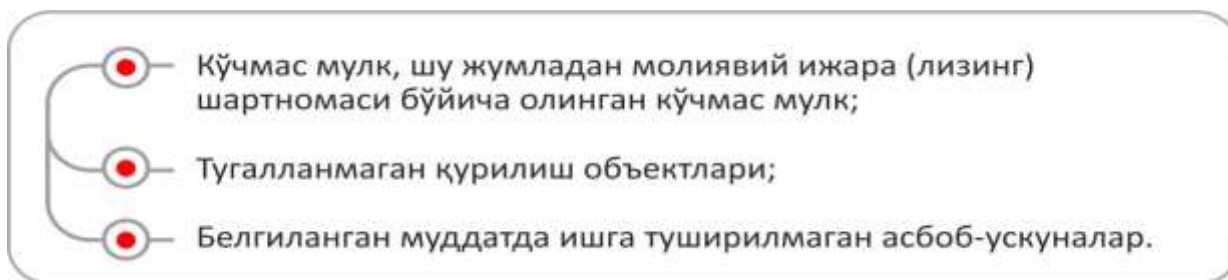 Кўчмас мулк, шу жумладан молиявий ижара (лизинг)
шартномаси бўйича олинган кўчмас мулк;
Тугалланмаган қурилиш объектлари;
Белгиланган муддатда ишга туширилмаган асбоб-ускуналар.